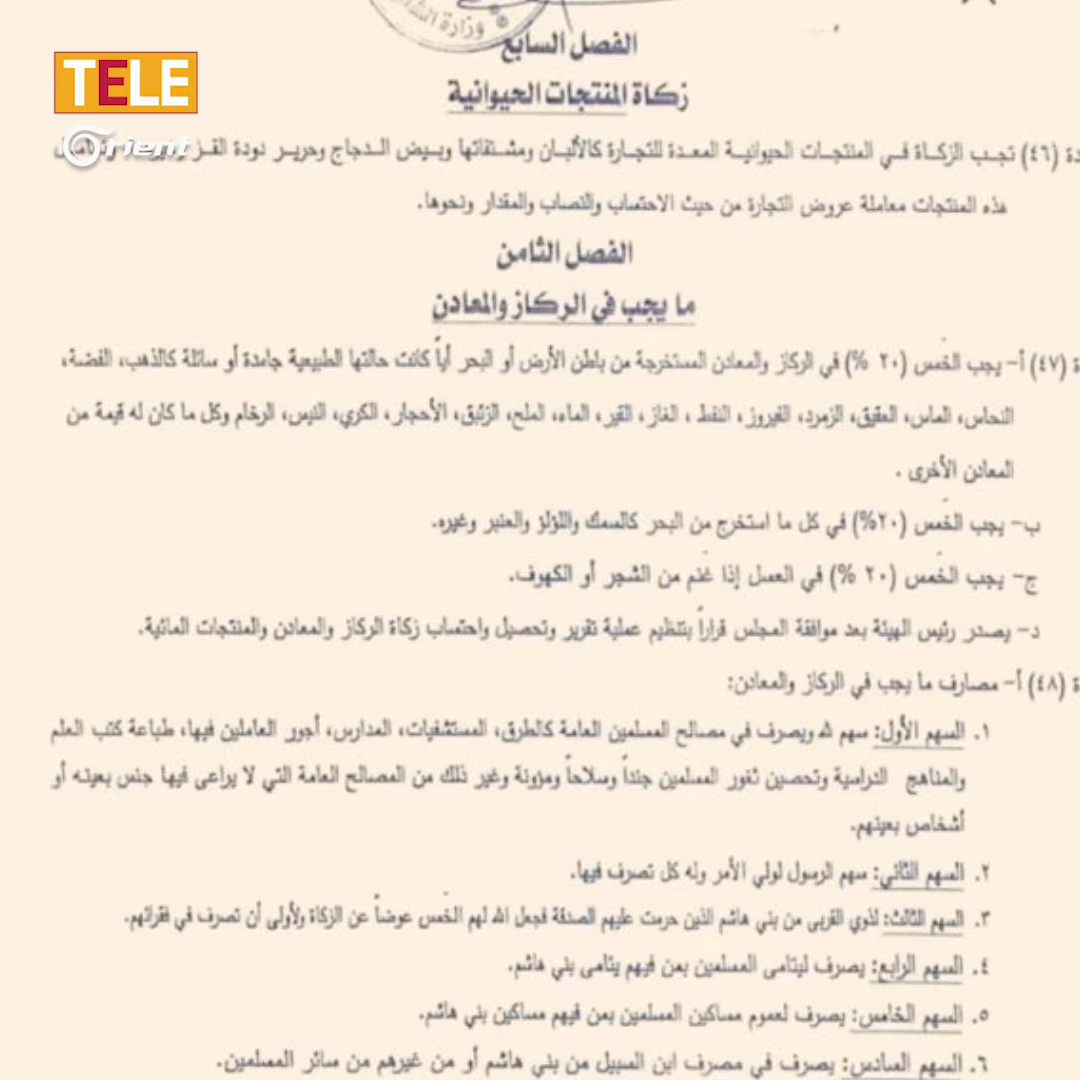 وزارة
TELE
Orient
الفصل السابع
زكاة المنتجات الحيوانية
دة (٤٦) تجب الزكاة في المنتجات الحيوانية المعدة للتجارة كالألبان ومشتقاتها وبيض الدجاج وحرير دودة القز
هذه المنتجات معاملة عروض التجارة من حيث الاحتساب والنصاب والمقدار ونحوها.
الفصل الثامن
ما يجب في الركاز والمعادن
ة (٤٧) أ- يجب الخُمس (٢٠ %) في الركاز والمعادن المستخرجة من باطن الأرض أو البحر أياً كانت حالتها الطبيعية جامدة أو سائلة كالذهب، الفضة،
النحاس، الماس، العقيق، الزمرد، الفيروز، النفط ، الغاز، القير، الماء، الملح، الزئبق، الأحجار، الكري، النيس، الرخام وكل ما كان له قيمة من
المعادن الأخرى .
ب- يجب الخُمس (٢٠%) في كل ما استخرج من البحر كالسمك واللؤلؤ والعنبر وغيره.
ج- يجب الخُمس (٢٠ %) في العسل إذا غُنم من الشجر أو الكهوف.
د- يصدر رئيس الهيئة بعد موافقة المجلس قراراً بتنظيم عملية تقرير وتحصيل واحتساب زكاة الركاز والمعادن والمنتجات المائية.
ة (٤٨) أ- مصارف ما يجب في الركاز والمعادن:
١. السهم الأول: سهم لله ويصرف في مصالح المسلمين العامة كالطرق، المستشفيات، المدارس، أجور العاملين فيها، طباعة كتب العلم
والمناهج الدراسية وتحصين ثغور المسلمين جنداً وسلاحاً ومؤونة وغير ذلك من المصالح العامة التي لا يراعى فيها جنس بعينه أو
أشخاص بعينهم.
٢. السهم الثاني: سهم الرسول لولي الأمر وله كل تصرف فيها.
٣. السهم الثالث: لذوي القربى من بني هاشم الذين حرمت عليهم الصدقة فجعل الله لهم الخُمس عوضاً عن الزكاة ولأولى أن تصرف في فقرائهم.
٤. السهم الرابع: يصرف ليتامى المسلمين بمن فيهم يتامى بني هاشم.
٥. السهم الخامس: يصرف لعموم مساكين المسلمين بمن فيهم مساكين بني هاشم.
٦. السهم السادس: يصرف في مصرف ابن السبيل من بني هاشم أو من غيرهم من سائر المسلمين.